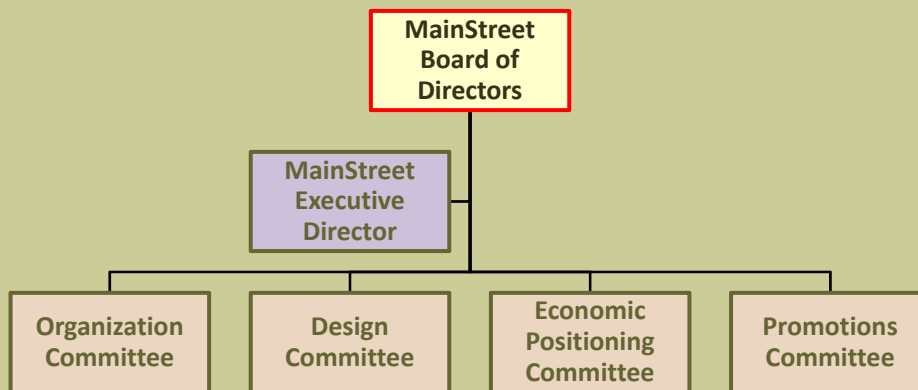 MainStreet
Board of
Directors
MainStreet
Executive
Director
Organization
Committee
Design
Committee
Economic
Positioning
Committee
Promotions
Committee